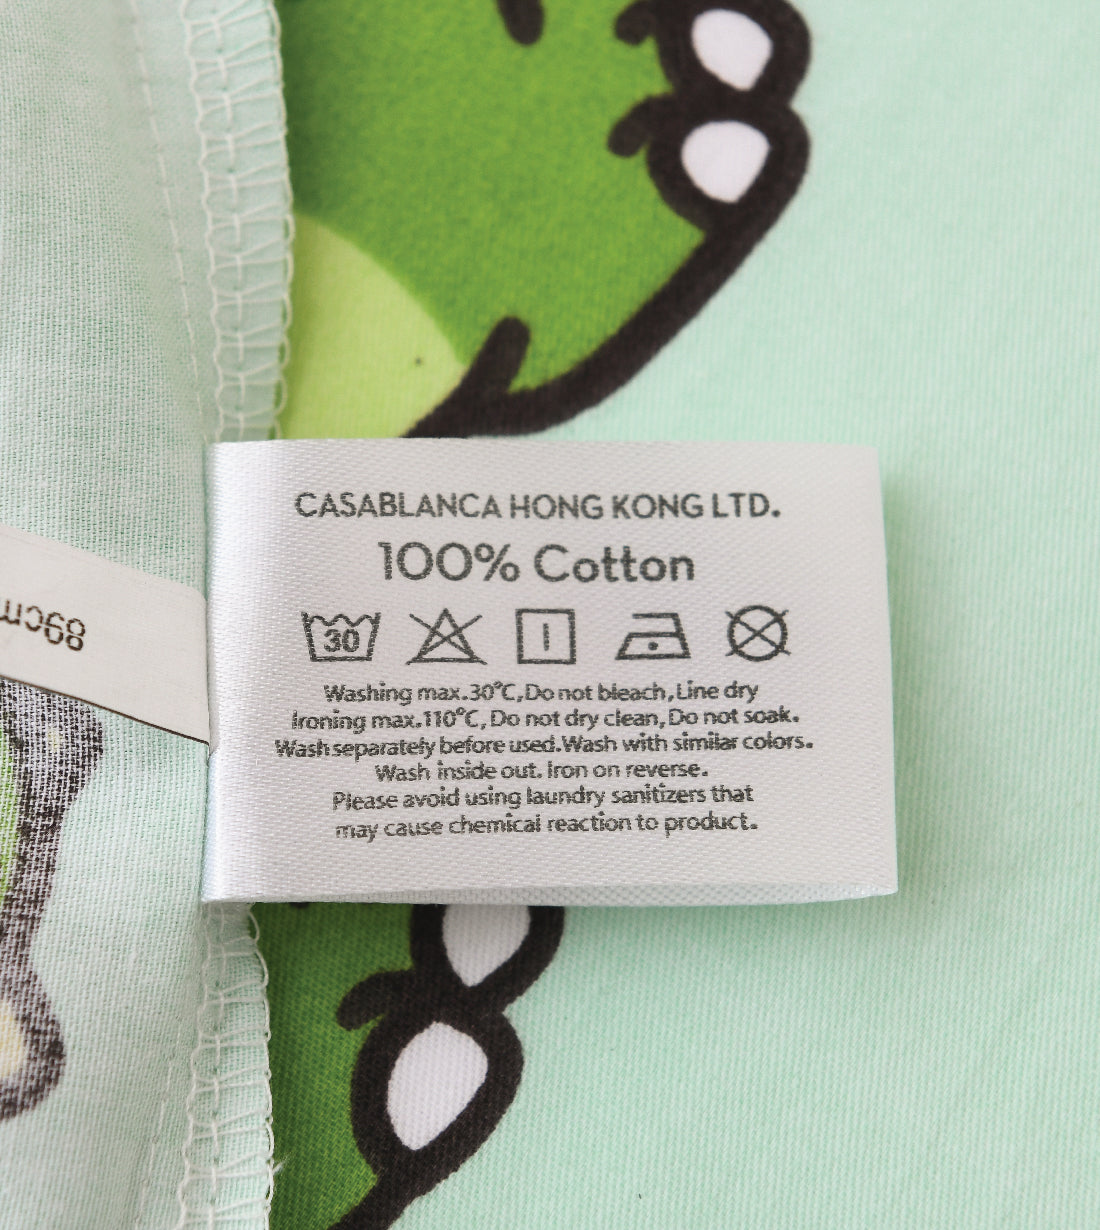 CASABLANCA HONG KONG LTD.
100% Cotton
30
Washing max.30°C,Do not bleach,Line dry
Ironing max.110°C, Do not dry clean, Do not soak.
Wash separately before used.Wash with similar colors.
Wash inside out. Iron on reverse.
Please avoid using laundry sanitizers that
may cause chemical reaction to product.
89cm